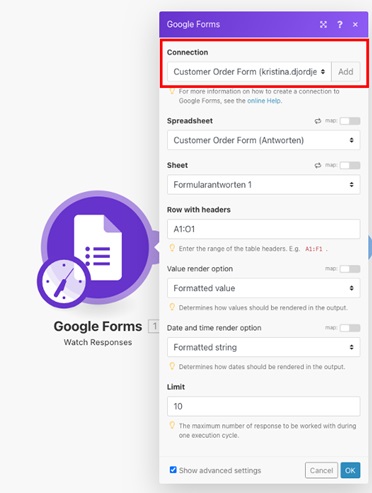 Google Forms
?
Connection
Customer Order Form (kristina.djordje
Add
For more information on how to create a connection to
Google Forms, see the online Help.
Spreadsheet
map:
Customer Order Form (Antworten)
Sheet
map:
Formularantworten 1
Row with headers
A1:O1
Enter the range of the table headers. E.g. A1:F1 .
Value render option
map:
Formatted value
Determines how values should be rendered in the output.
Date and time render option
map:
Formatted string
Determines how dates should be rendered in the output.
Limit
10
The maximum number of response to be worked with during
one execution cycle.
Show advanced settings
Cancel
OK
Google Forms
1
Watch Responses